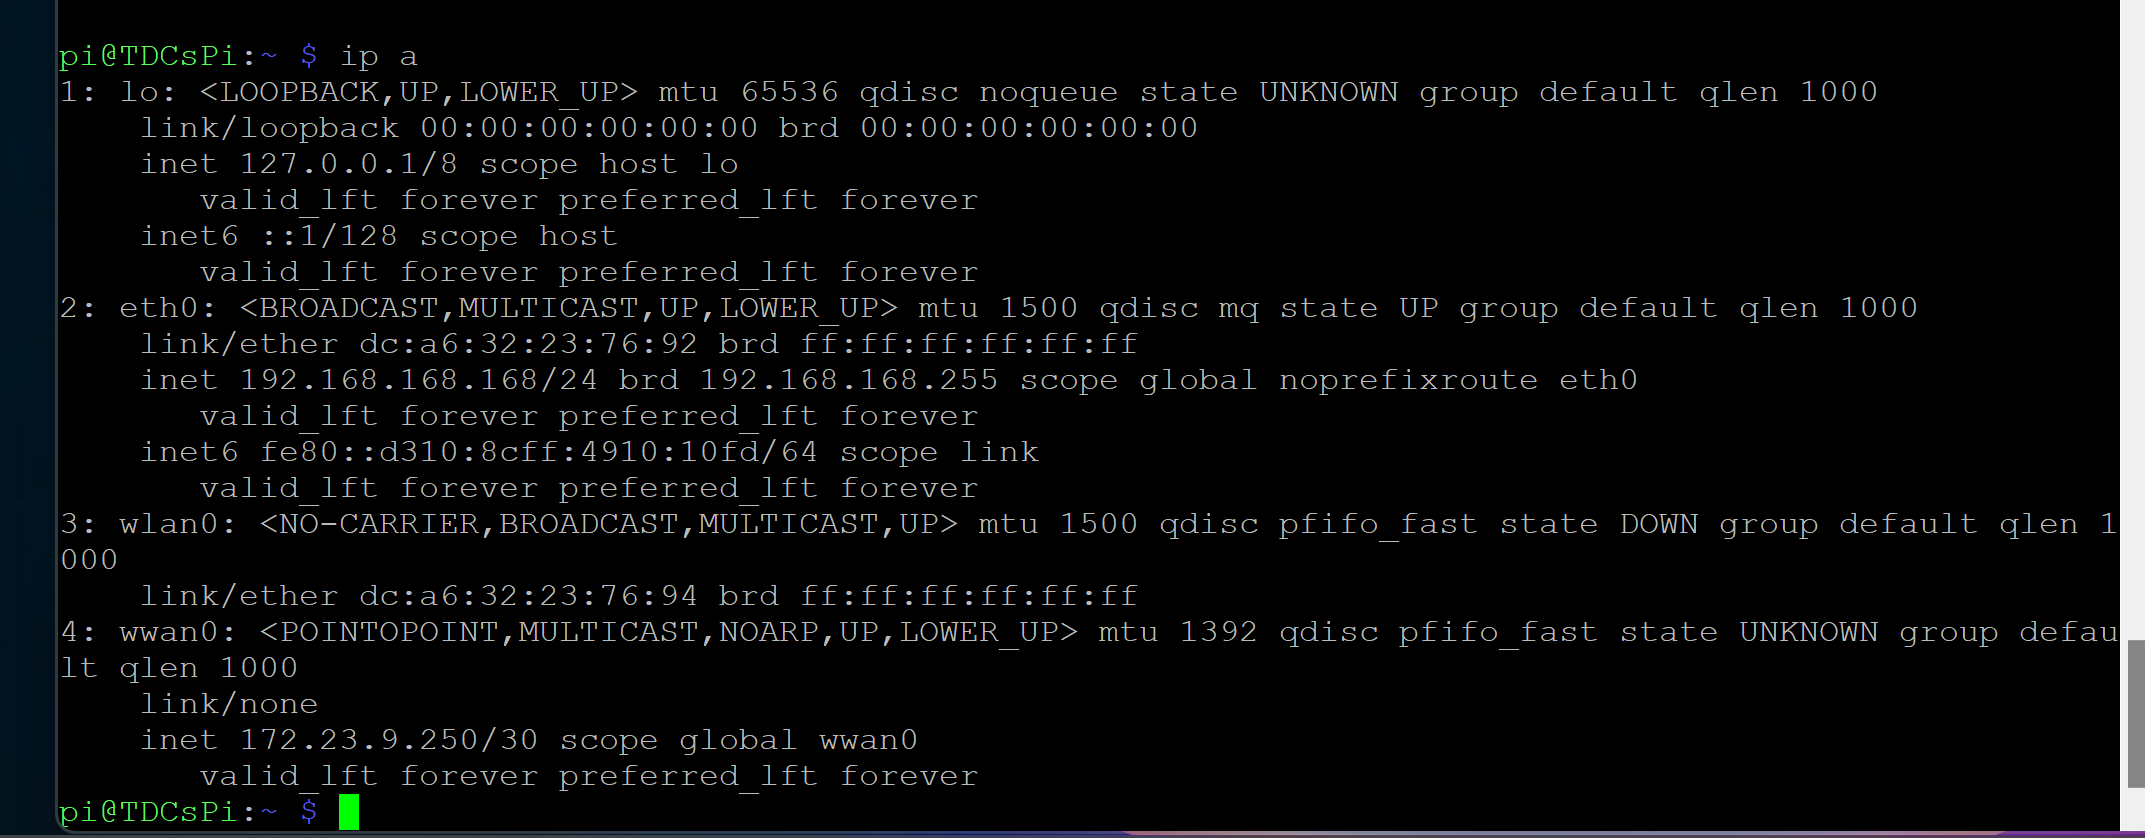 pi@TDCsPi:~ $ ip a
1: lo: <LOOPBACK,UP,LOWER_UP> mtu 65536 qdisc noqueue state UNKNOWN group default qlen 1000
    link/loopback 00:00:00:00:00:00 brd 00:00:00:00:00:00
    inet 127.0.0.1/8 scope host lo
       valid_lft forever preferred_lft forever
    inet6 ::1/128 scope host
       valid_lft forever preferred_lft forever
2: eth0: <BROADCAST,MULTICAST,UP,LOWER_UP> mtu 1500 qdisc mq state UP group default qlen 1000
    link/ether dc:a6:32:23:76:92 brd ff:ff:ff:ff:ff:ff
    inet 192.168.168.168/24 brd 192.168.168.255 scope global noprefixroute eth0
       valid_lft forever preferred_lft forever
    inet6 fe80::d310:8cff:4910:10fd/64 scope link
       valid_lft forever preferred_lft forever
3: wlan0: <NO-CARRIER,BROADCAST,MULTICAST,UP> mtu 1500 qdisc pfifo_fast state DOWN group default qlen 1
000
    link/ether dc:a6:32:23:76:94 brd ff:ff:ff:ff:ff:ff
4: wwan0: <POINTOPOINT,MULTICAST,NOARP,UP,LOWER_UP> mtu 1392 qdisc pfifo_fast state UNKNOWN group defau
lt qlen 1000
    link/none
    inet 172.23.9.250/30 scope global wwan0
       valid_lft forever preferred_lft forever
pi@TDCsPi:~ $